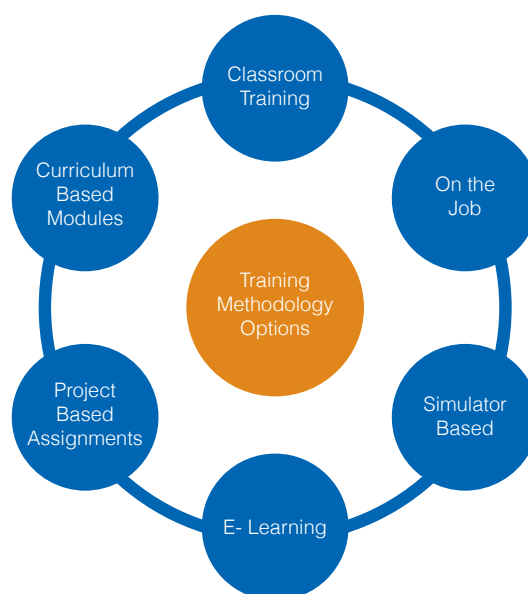 Classroom
Training
On the
Job
Simulator
Based
E- Learning
Project
Based
Assignments
Curriculum
Based
Modules
Training
Methodology
Options